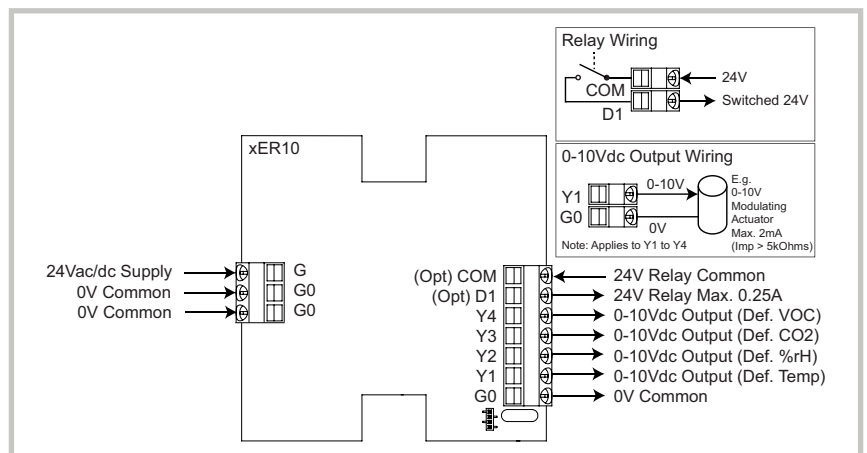 Relay Wiring
24V
COM
Switched 24V
D1
xER10
0-10Vdc Output Wiring
Y1
0-10V
G0
0V
E.g.
0-10V
Modulating
Actuator
Max. 2mA
(Imp > 5kOhms)
Note: Applies to Y1 to Y4
24Vac/dc Supply G
0V Common G0
0V Common G0
(Opt) COM 24V Relay Common
(Opt) D1 24V Relay Max. 0.25A
Y4 0-10Vdc Output (Def. VOC)
Y3 0-10Vdc Output (Def. CO2)
Y2 0-10Vdc Output (Def. %rH)
Y1 0-10Vdc Output (Def. Temp)
G0 0V Common